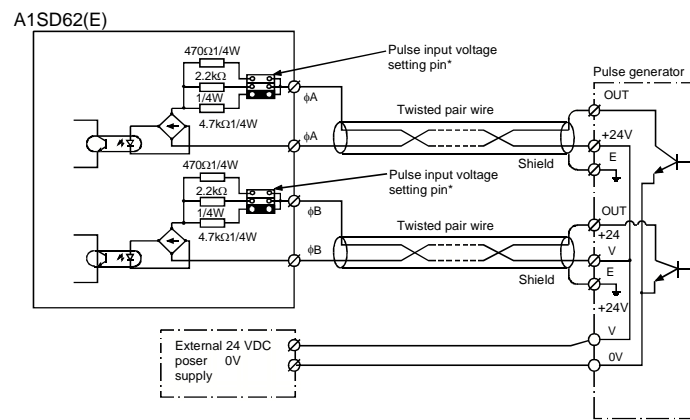 A1SD62(E)
470Ω1/4W
2.2kΩ
1/4W
4.7kΩ1/4W
Pulse input voltage
setting pin*
ϕA
ϕA
Twisted pair wire
Shield
Pulse generator
OUT
+24V
E
470Ω1/4W
2.2kΩ
1/4W
4.7kΩ1/4W
Pulse input voltage
setting pin*
ϕB
ϕB
Twisted pair wire
Shield
OUT
+24
V
E
+24V
V
0V
External 24 VDC
poser 0V
supply